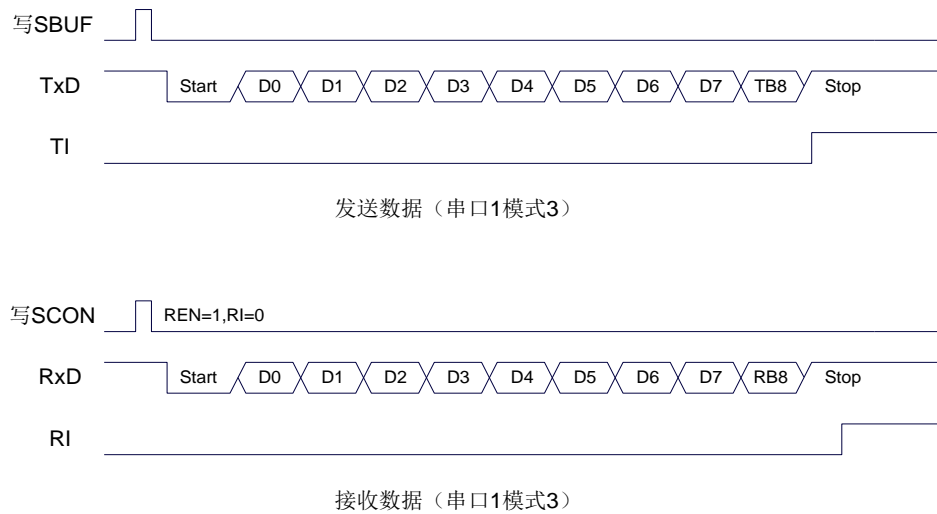 写SBUF
TxD Start D0 D1 D2 D3 D4 D5 D6 D7 TB8 Stop
TI
发送数据（串口1模式3）
写SCON REN=1,RI=0
RxD Start D0 D1 D2 D3 D4 D5 D6 D7 RB8 Stop
RI
接收数据（串口1模式3）